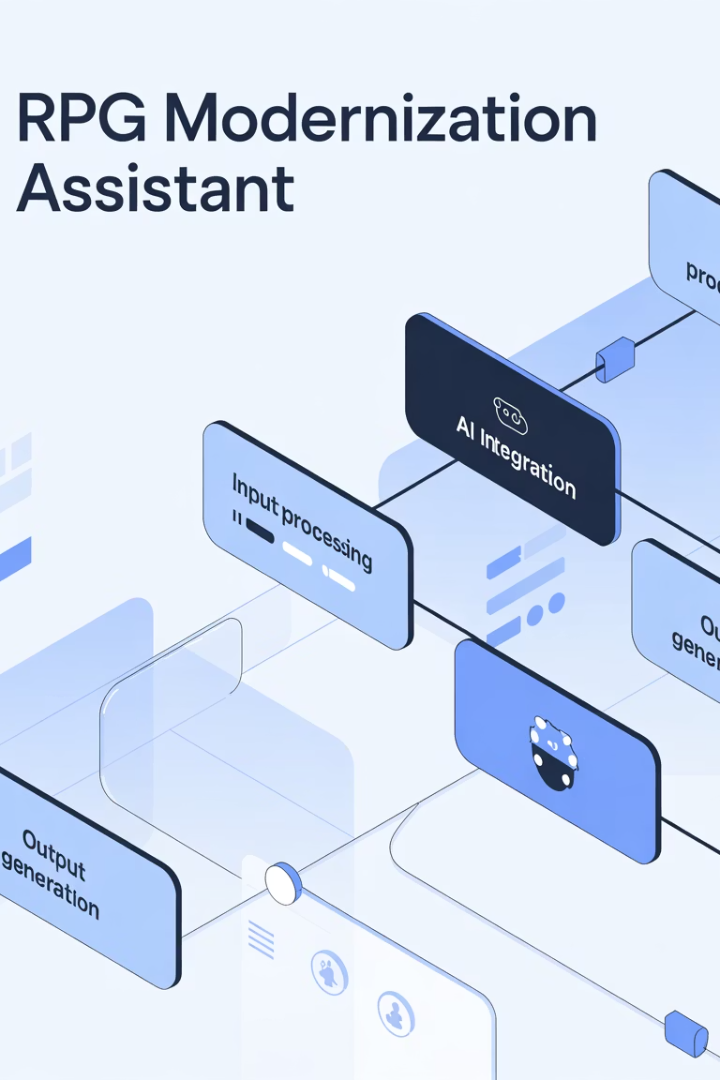 RPG Modernization
Assistant
AI Integration
Input processing
Output
generation